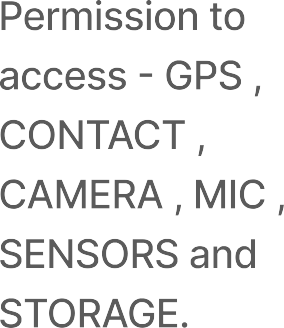 Permission to
access - GPS ,
CONTACT ,
CAMERA , MIC ,
SENSORS and
STORAGE.